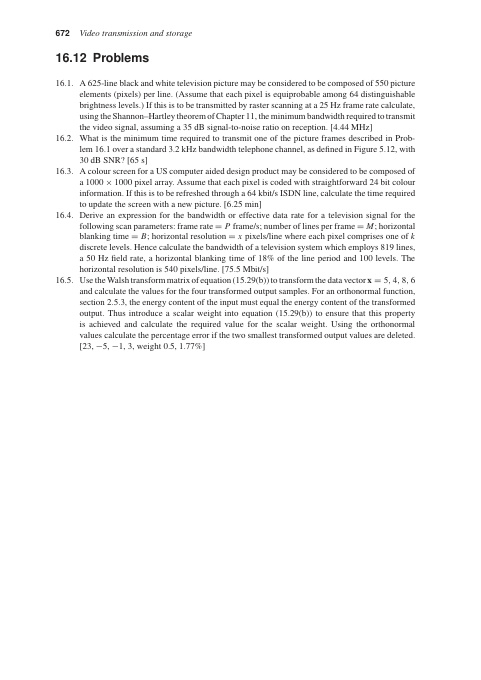 672 Video transmission and storage
16.12 Problems
16.1. A 625-line black and white television picture may be considered to be composed of 550 picture
elements (pixels) per line. (Assume that each pixel is equiprobable among 64 distinguishable
brightness levels.) If this is to be transmitted by raster scanning at a 25 Hz frame rate calculate,
using the Shannon–Hartley theorem of Chapter 11, the minimum bandwidth required to transmit
the video signal, assuming a 35 dB signal-to-noise ratio on reception. [4.44 MHz]
16.2. What is the minimum time required to transmit one of the picture frames described in Prob-
lem 16.1 over a standard 3.2 kHz bandwidth telephone channel, as defined in Figure 5.12, with
30 dB SNR? [65 s]
16.3. A colour screen for a US computer aided design product may be considered to be composed of
a 1000 × 1000 pixel array. Assume that each pixel is coded with straightforward 24 bit colour
information. If this is to be refreshed through a 64 kbit/s ISDN line, calculate the time required
to update the screen with a new picture. [6.25 min]
16.4. Derive an expression for the bandwidth or effective data rate for a television signal for the
following scan parameters: frame rate = P frame/s; number of lines per frame = M; horizontal
blanking time = B; horizontal resolution = x pixels/line where each pixel comprises one of k
discrete levels. Hence calculate the bandwidth of a television system which employs 819 lines,
a 50 Hz field rate, a horizontal blanking time of 18% of the line period and 100 levels. The
horizontal resolution is 540 pixels/line. [75.5 Mbit/s]
16.5. Use the Walsh transform matrix of equation (15.29(b)) to transform the data vector x = 5, 4, 8, 6
and calculate the values for the four transformed output samples. For an orthonormal function,
section 2.5.3, the energy content of the input must equal the energy content of the transformed
output. Thus introduce a scalar weight into equation (15.29(b)) to ensure that this property
is achieved and calculate the required value for the scalar weight. Using the orthonormal
values calculate the percentage error if the two smallest transformed output values are deleted.
[23, −5, −1, 3, weight 0.5, 1.77%]